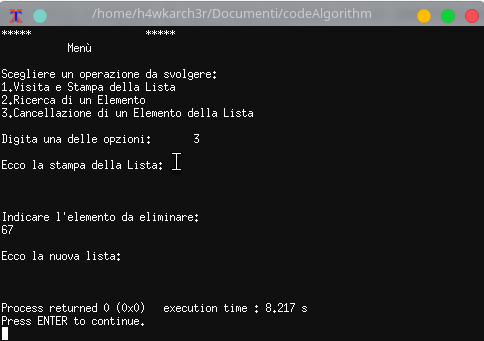 /home/h4wkarch3r/Documenti/codeAlgorithm
***** *****
Menù
Scegliere un operazione da svolgere:
1.Visita e Stampa della Lista
2.Ricerca di un Elemento
3.Cancellazione di un Elemento della Lista
Digita una delle opzioni: 3
Ecco la stampa della Lista:
Indicare l'elemento da eliminare:
67
Ecco la nuova lista:
Process returned 0 (0x0) execution time : 8.217 s
Press ENTER to continue.